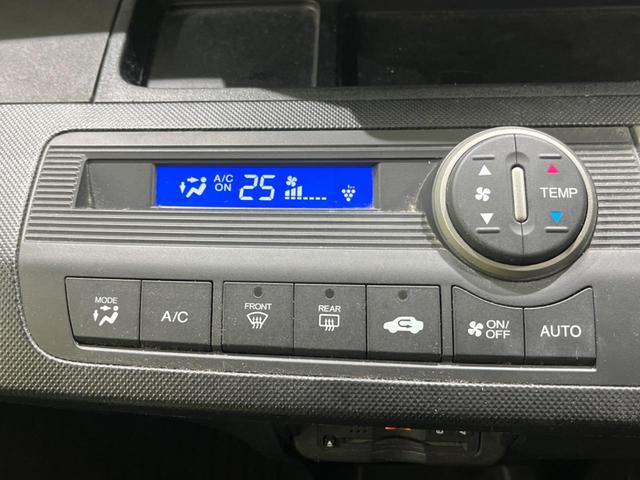 A/C
ON 25
TEMP
MODE
A/C
FRONT
REAR
ON/
OFF
AUTO